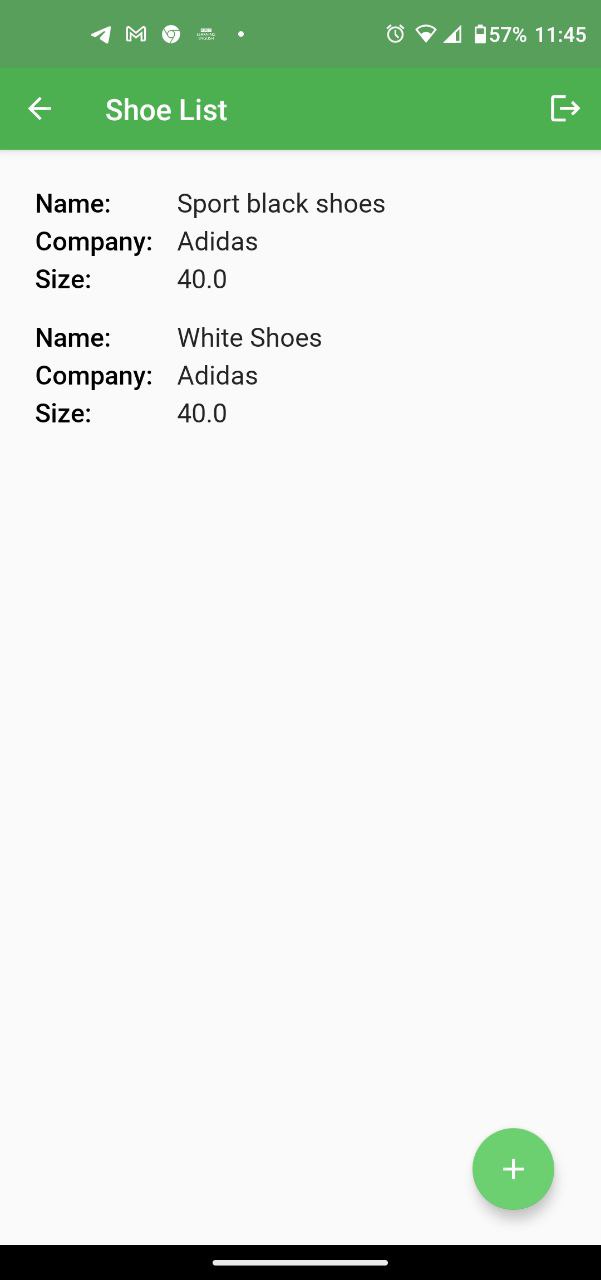 57% 11:45
Shoe List
Name: Sport black shoes
Company: Adidas
Size: 40.0
Name: White Shoes
Company: Adidas
Size: 40.0